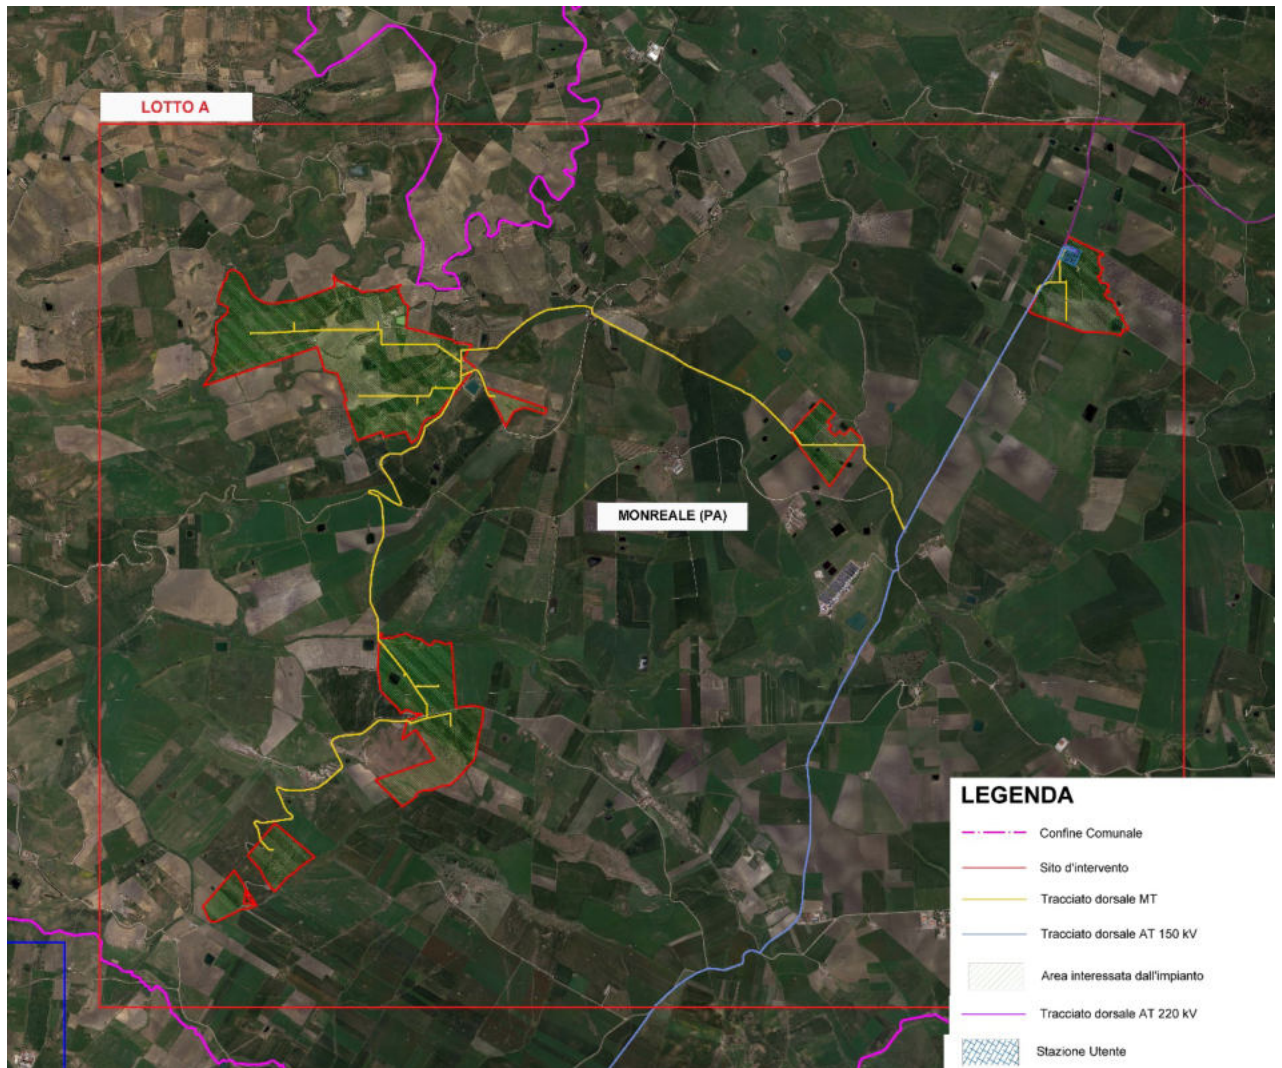 LOTTO A
MONREALE (PA)
LEGENDA
Confine Comunale
Sito d'intervento
Tracciato dorsale MT
Tracciato dorsale AT 150 kV
Area interessata dall'impianto
Tracciato dorsale AT 220 kV
Stazione Utente